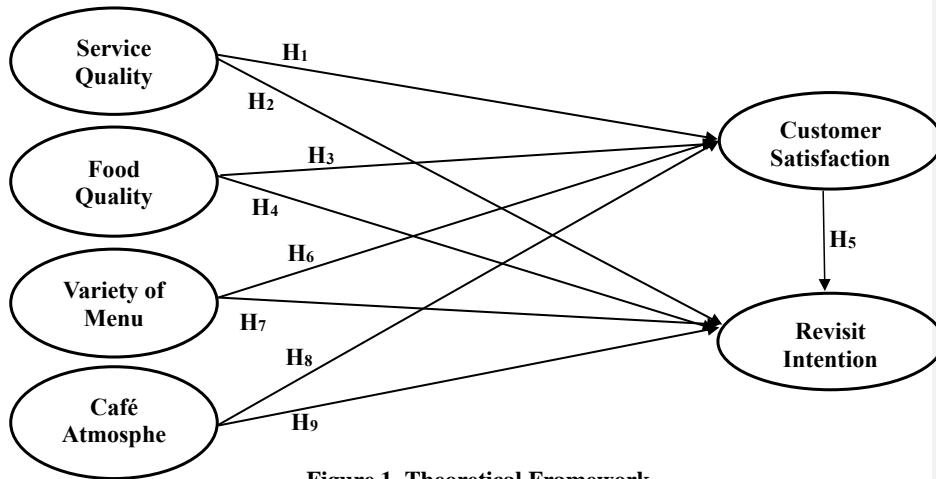 Service
Quality
H1
H2
Customer
Satisfaction
Food
Quality
H3
H4
H5
Variety of
Menu
H6
H7
Revisit
Intention
Café
Atmosphe
H8
H9
Figure 1. Theoretical Framework